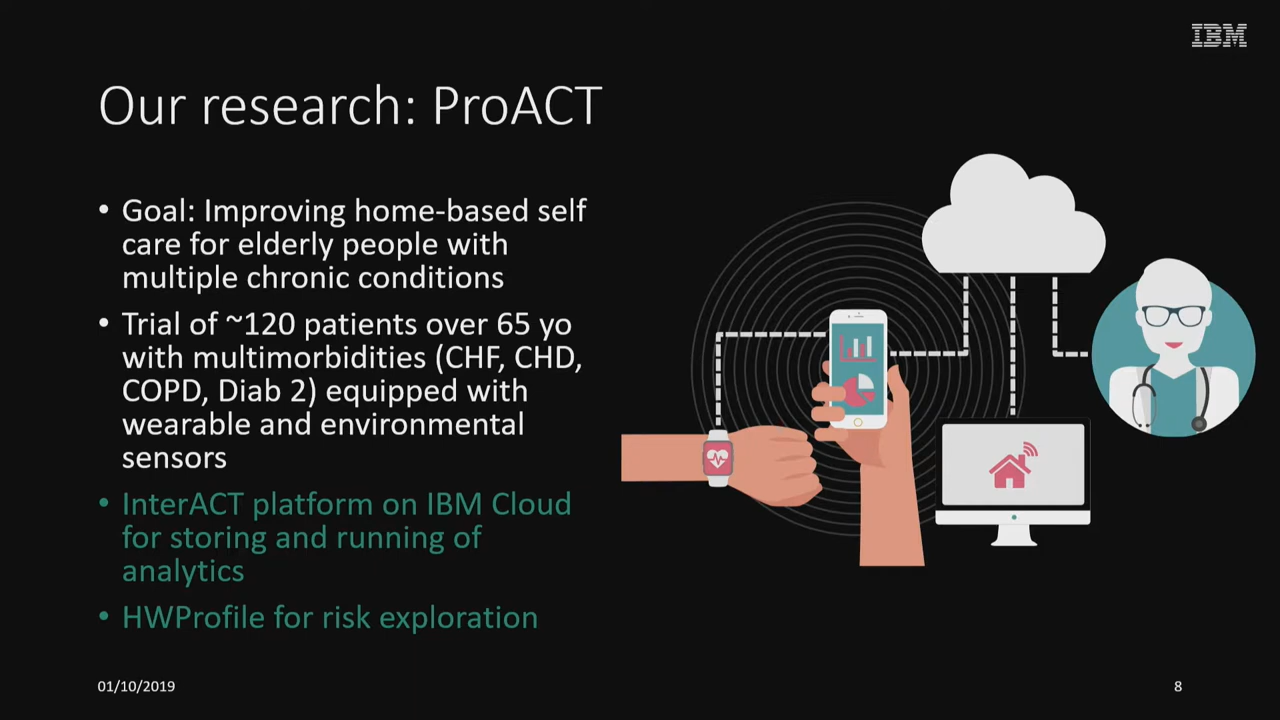 IBM
Our research: ProACT
• Goal: Improving home-based self
care for elderly people with
multiple chronic conditions
• Trial of ~120 patients over 65 yo
with multimorbidities (CHF, CHD,
COPD, Diab 2) equipped with
wearable and environmental
sensors
• InterACT platform on IBM Cloud
for storing and running of
analytics
• HWProfile for risk exploration
01/10/2019
8